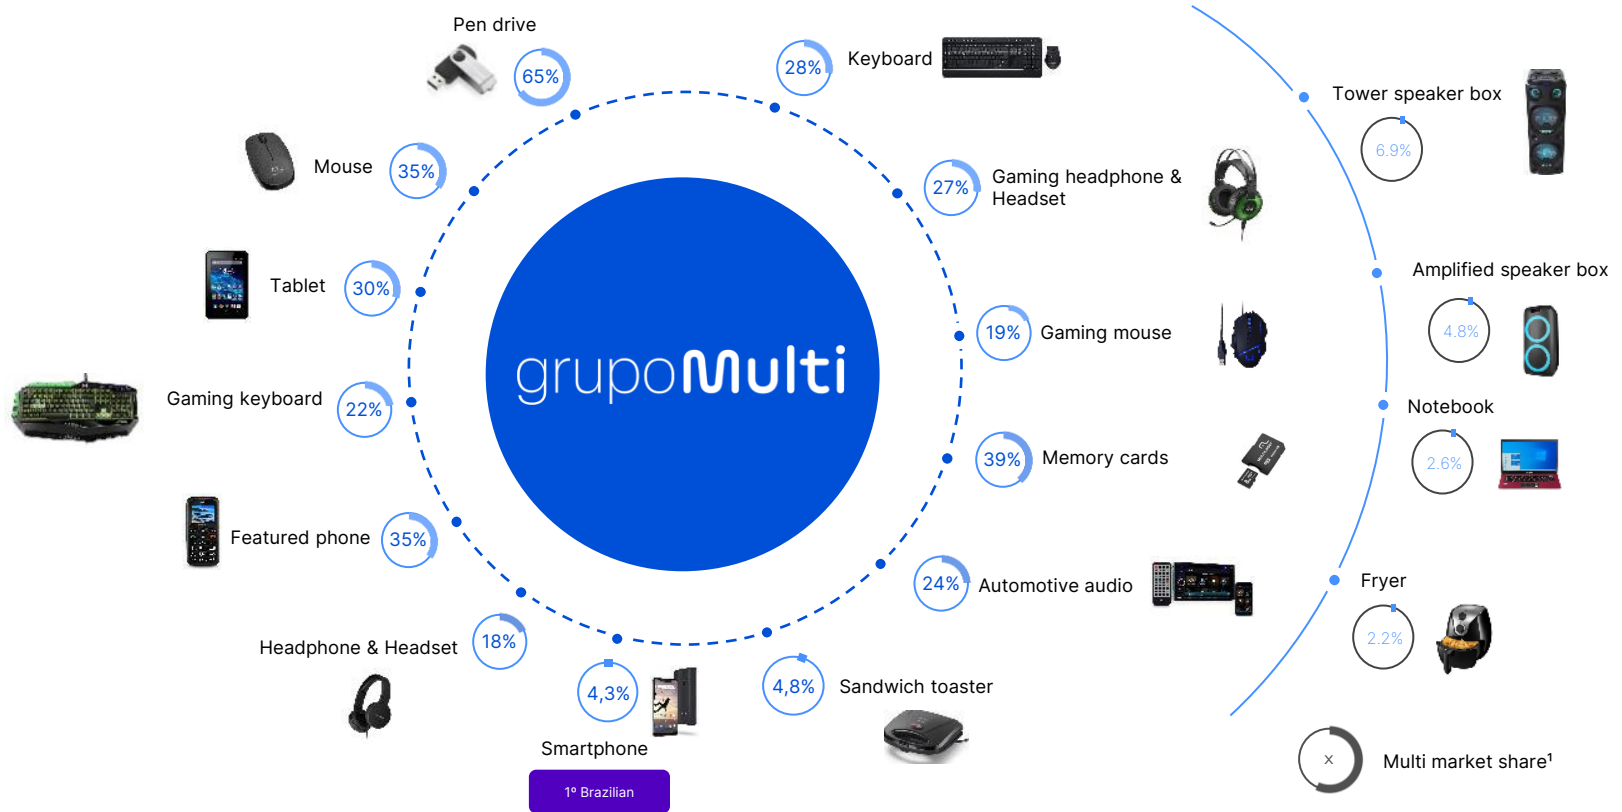 Pen drive
65%
28%
Keyboard
Mouse
35%
27%
Gaming headphone &
Headset
Tablet
30%
19%
Gaming mouse
Gaming keyboard
22%
39%
Memory cards
Featured phone
35%
24%
Automotive audio
Headphone & Headset
18%
4,3%
Smartphone
1º Brazilian
4,8%
Sandwich toaster
grupoMulti
Tower speaker box
6.9%
Amplified speaker box
4.8%
Notebook
2.6%
Fryer
2.2%
X
Multi market share¹